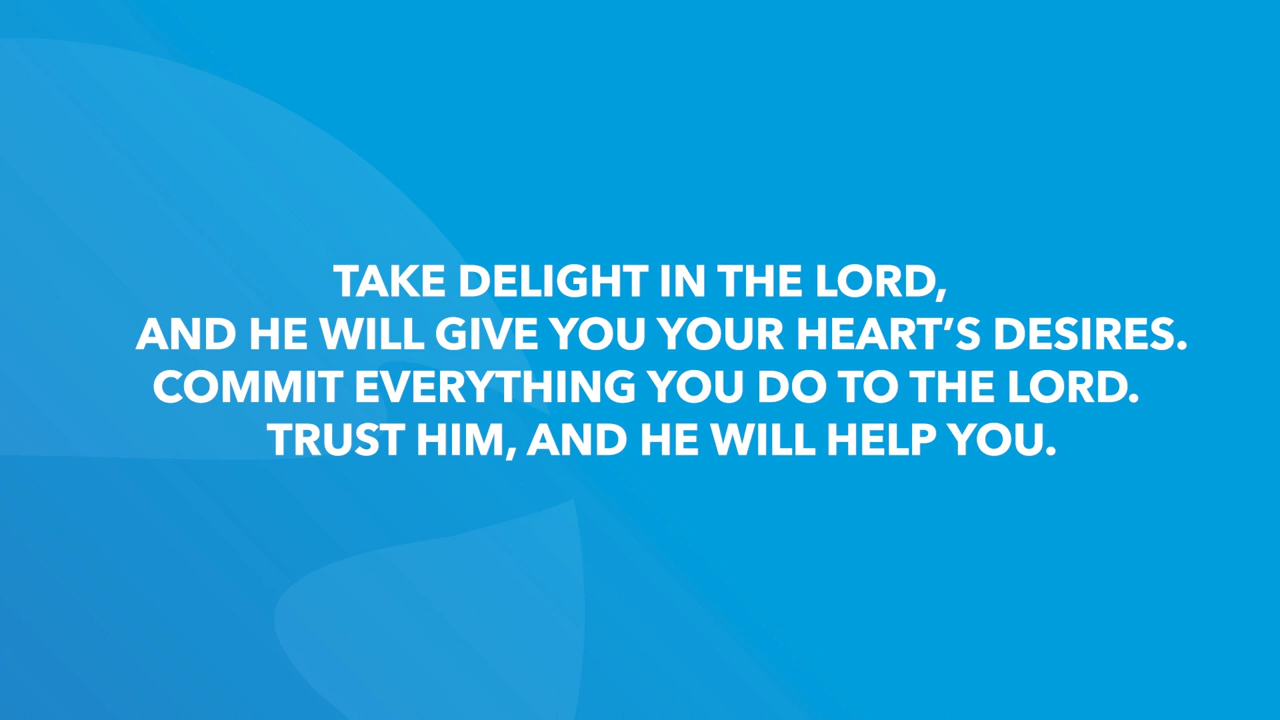 TAKE DELIGHT IN THE LORD,
AND HE WILL GIVE YOU YOUR HEART’S DESIRES.
COMMIT EVERYTHING YOU DO TO THE LORD.
TRUST HIM, AND HE WILL HELP YOU.